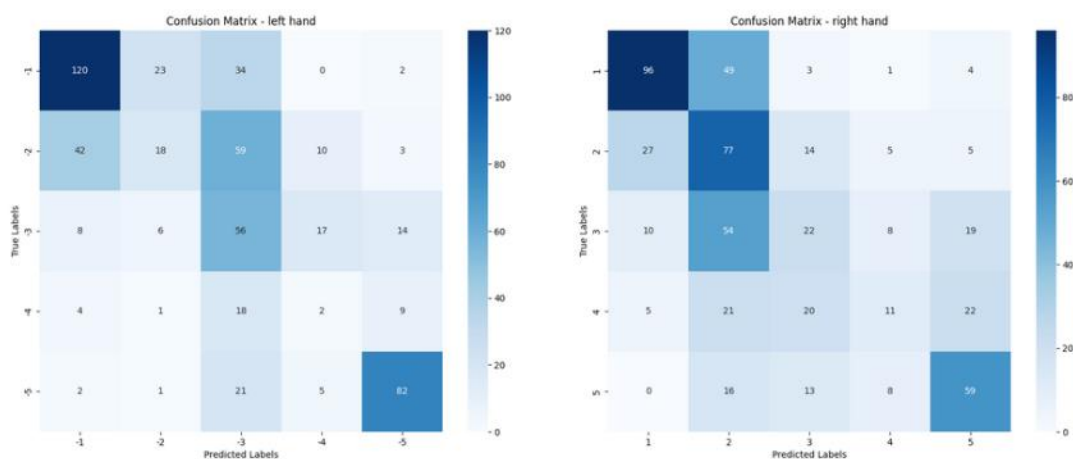 Confusion Matrix - left hand
120
-1 120 23 34 0 2
100
-2 42 18 59 10 3
80
True Labels
-3 8 6 56 17 14
60
40
-4 4 1 18 2 9
20
-5 2 1 21 5 82
0
-1 -2 -3 -4 -5
Predicted Labels
Confusion Matrix - right hand
1 96 49 3 1 4
80
2 27 77 14 5 5
60
True Labels
3 10 54 22 8 19
40
4 5 21 20 11 22
20
5 0 16 13 8 59
0
1 2 3 4 5
Predicted Labels